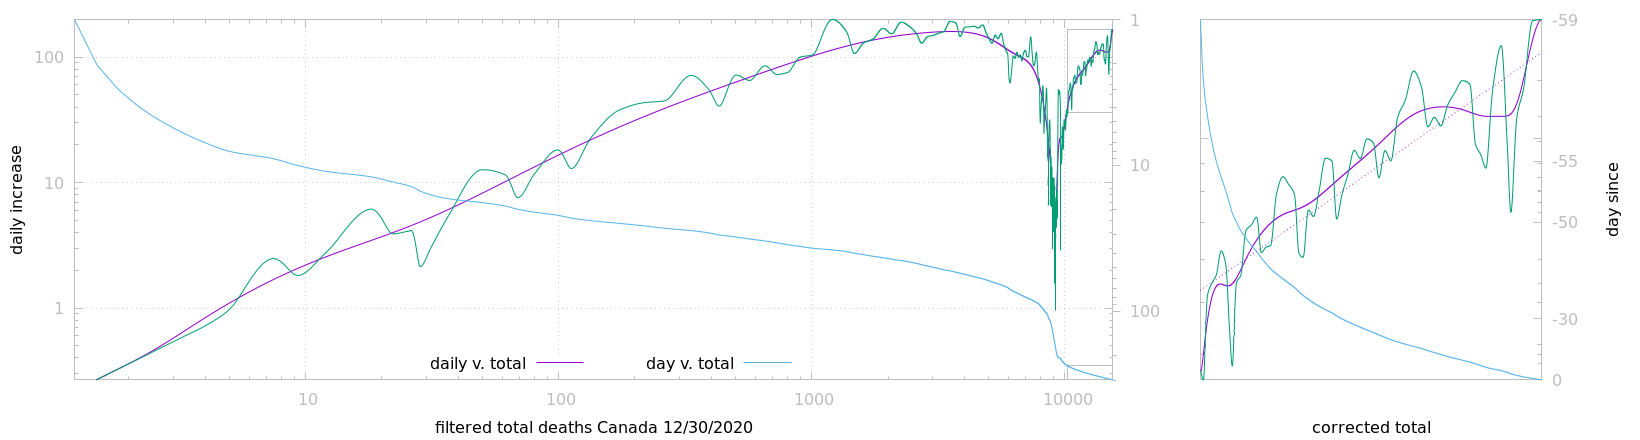 daily increase
100
10
1
10
100
1000
10000
filtered total deaths Canada 12/30/2020
daily v. total
day v. total
1
10
100
-59
-55
-50
-30
0
day since
corrected total